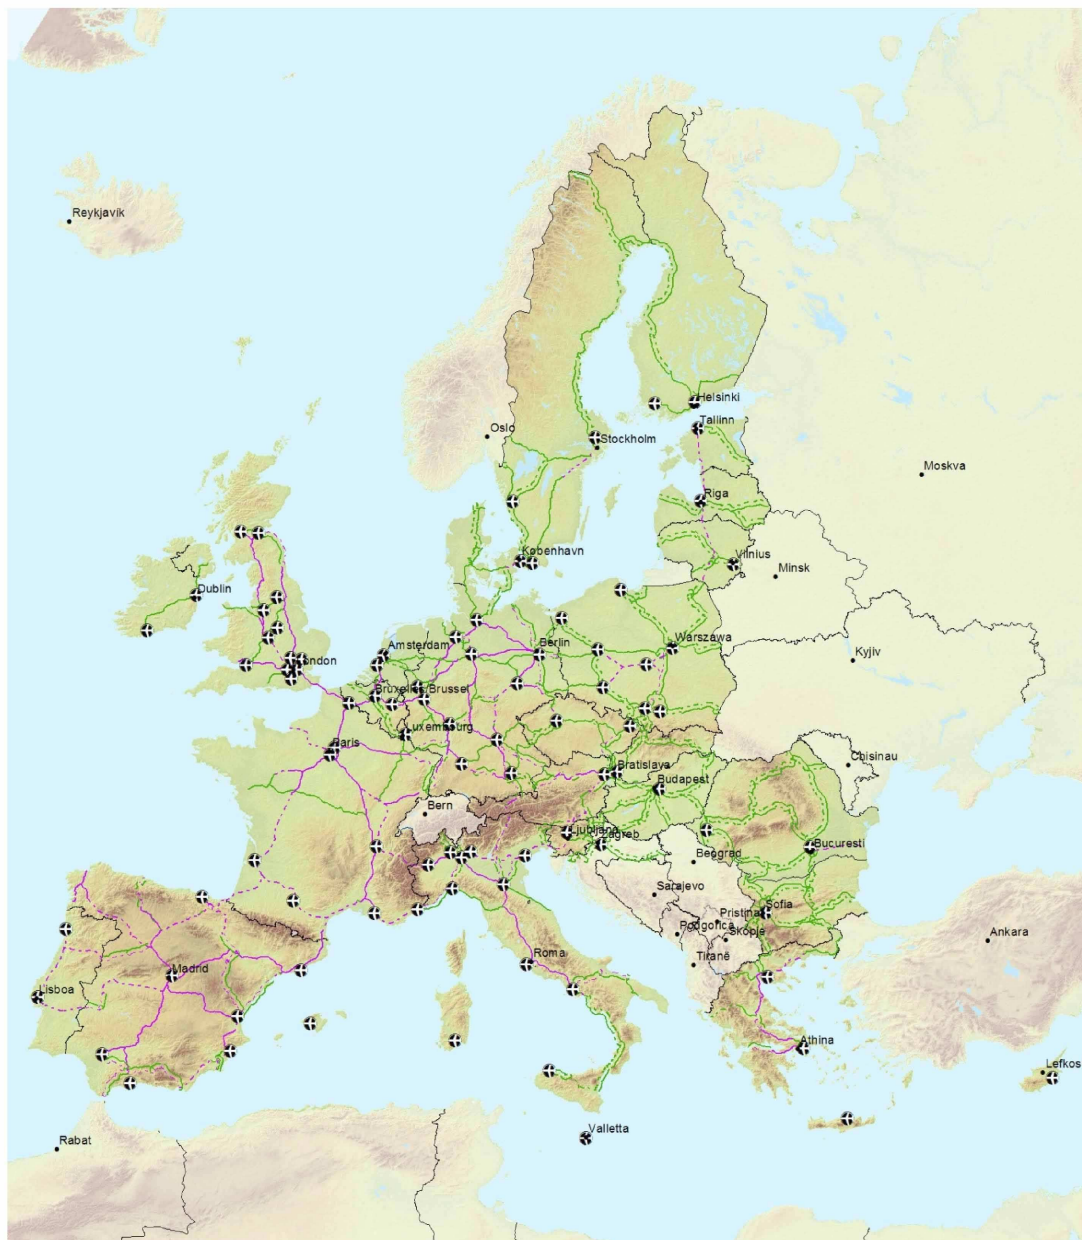 Reykjavík
Helsinki
Tallinn
Oslo
Stockholm
Moskva
Riga
København
Vilnius
Minsk
Dublin
Amsterdam
Berlin
Warszawa
London
Kyjiv
Bruxelles/Brussel
Luxembourg
Paris
Chisinau
Bratislava
Budapest
Bern
Ljubljana
Zagreb
Bucuresti
Beograd
Sarajevo
Pristina
Sofia
Podgorica
Skopje
Ankara
Roma
Tiranë
Madrid
Lisboa
Athina
Lefkos
Valletta
Rabat